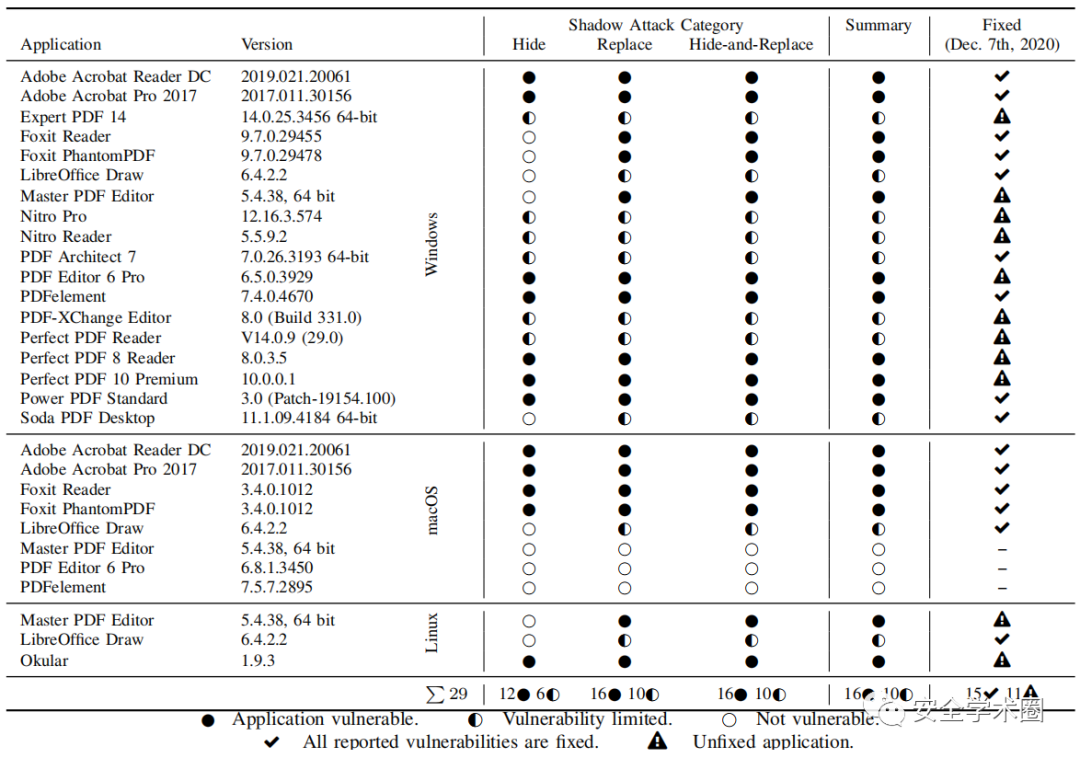 Shadow Attack Category Summary Fixed
Application Version Hide Replace Hide-and-Replace (Dec. 7th, 2020)
Adobe Acrobat Reader DC 2019.021.20061 ● ● ● ● ✔
Adobe Acrobat Pro 2017 2017.011.30156 ● ● ● ● ✔
Expert PDF 14 14.0.25.3456 64-bit ◐ ◐ ◐ ◐ ⚠
Foxit Reader 9.7.0.29455 ○ ● ● ● ✔
Foxit PhantomPDF 9.7.0.29478 ○ ● ● ● ✔
LibreOffice Draw 6.4.2.2 ○ ◐ ◐ ◐ ✔
Master PDF Editor 5.4.38, 64 bit ○ ● ● ● ⚠
Nitro Pro 12.16.3.574 ◐ ◐ ◐ ◐ ⚠
Nitro Reader 5.5.9.2 ◐ ◐ ◐ ◐ ⚠
Windows
PDF Architect 7 7.0.26.3193 64-bit ◐ ◐ ◐ ◐ ✔
PDF Editor 6 Pro 6.5.0.3929 ● ● ● ● ⚠
PDFelement 7.4.0.4670 ● ● ● ● ✔
PDF-XChange Editor 8.0 (Build 331.0) ◐ ◐ ◐ ◐ ⚠
Perfect PDF Reader V14.0.9 (29.0) ◐ ◐ ◐ ◐ ⚠
Perfect PDF 8 Reader 8.0.3.5 ● ● ● ● ⚠
Perfect PDF 10 Premium 10.0.0.1 ● ● ● ● ⚠
Power PDF Standard 3.0 (Patch-19154.100) ● ● ● ● ✔
Soda PDF Desktop 11.1.09.4184 64-bit ○ ◐ ◐ ◐ ✔
Adobe Acrobat Reader DC 2019.021.20061 ● ● ● ● ✔
Adobe Acrobat Pro 2017 2017.011.30156 ● ● ● ● ✔
Foxit Reader 3.4.0.1012 ● ● ● ● ✔
Foxit PhantomPDF 3.4.0.1012 ● ● ● ● ✔
macOS
LibreOffice Draw 6.4.2.2 ○ ◐ ◐ ◐ ✔
Master PDF Editor 5.4.38, 64 bit ○ ○ ○ ○ –
PDF Editor 6 Pro 6.8.1.3450 ○ ○ ○ ○ –
PDFelement 7.5.7.2895 ○ ○ ○ ○ –
Master PDF Editor 5.4.38, 64 bit ○ ● ● ● ⚠
Linux
LibreOffice Draw 6.4.2.2 ○ ◐ ◐ ◐ ✔
Okular 1.9.3 ● ● ● ● ⚠
∑ 29 12● 6◐ 16● 10◐ 16● 10◐ 16● 10◐ 15✔ 11⚠
● Application vulnerable. ◐ Vulnerability limited. ○ Not vulnerable.
安全学术圈
✔ All reported vulnerabilities are fixed. ⚠ Unfixed application.